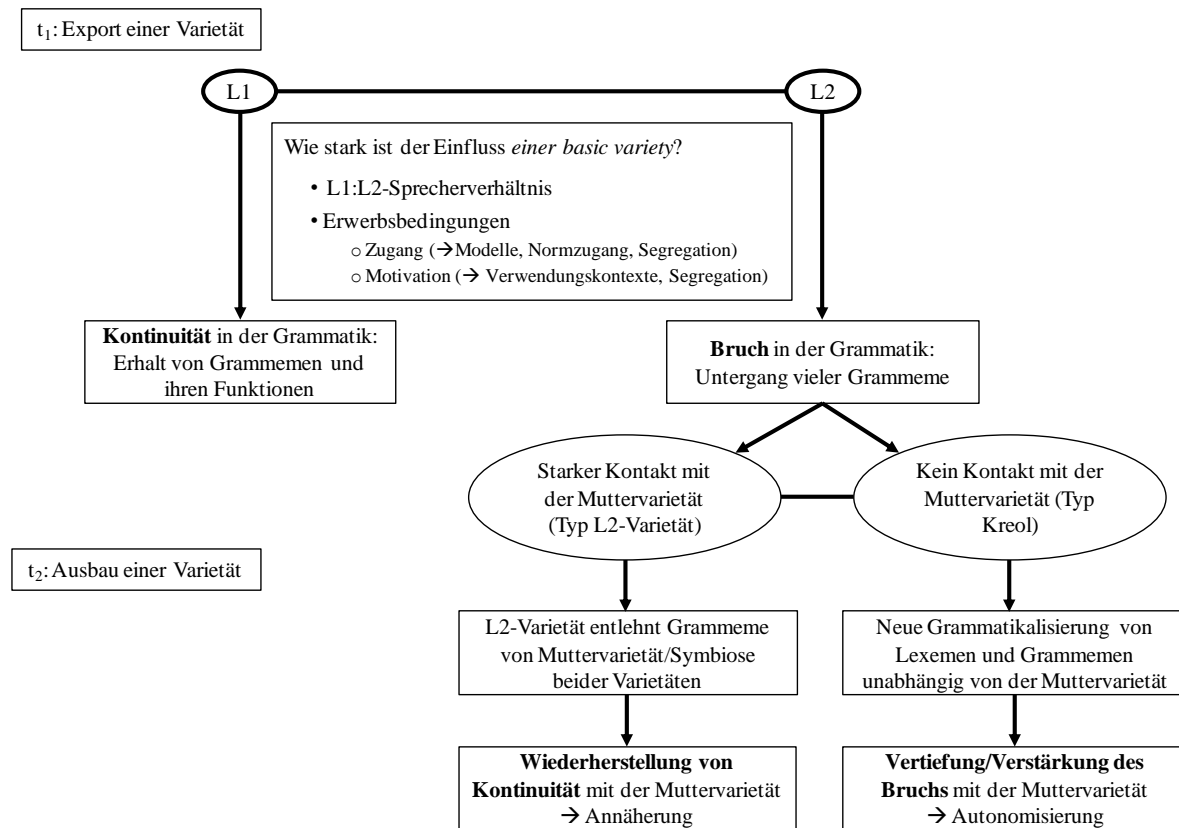 t₁: Export einer Varietät
L1
L2
Wie stark ist der Einfluss einer basic variety?
• L1:L2-Sprecherverhältnis
• Erwerbsbedingungen
o Zugang (→Modelle, Normzugang, Segregation)
o Motivation (→ Verwendungskontexte, Segregation)
Kontinuität in der Grammatik:
Erhalt von Grammemen und
ihren Funktionen
Bruch in der Grammatik:
Untergang vieler Grammeme
Starker Kontakt mit
der Muttervarietät
(Typ L2-Varietät)
Kein Kontakt mit der
Muttervarietät (Typ
Kreol)
t₂: Ausbau einer Varietät
L2-Varietät entlehnt Grammeme
von Muttervarietät/Symbiose
beider Varietäten
Neue Grammatikalisierung von
Lexemen und Grammemen
unabhängig von der Muttervarietät
Wiederherstellung von
Kontinuität mit der Muttervarietät
→ Annäherung
Vertiefung/Verstärkung des
Bruchs mit der Muttervarietät
→ Autonomisierung